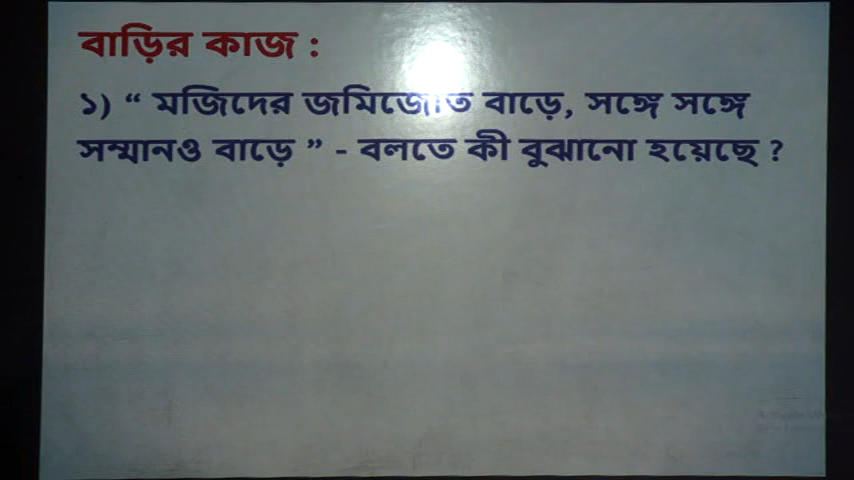 বাড়ির কাজ :
১) “ মজিদের জমিজোত বাড়ে, সঙ্গে সঙ্গে
সম্মানও বাড়ে ” - বলতে কী বুঝানো হয়েছে ?